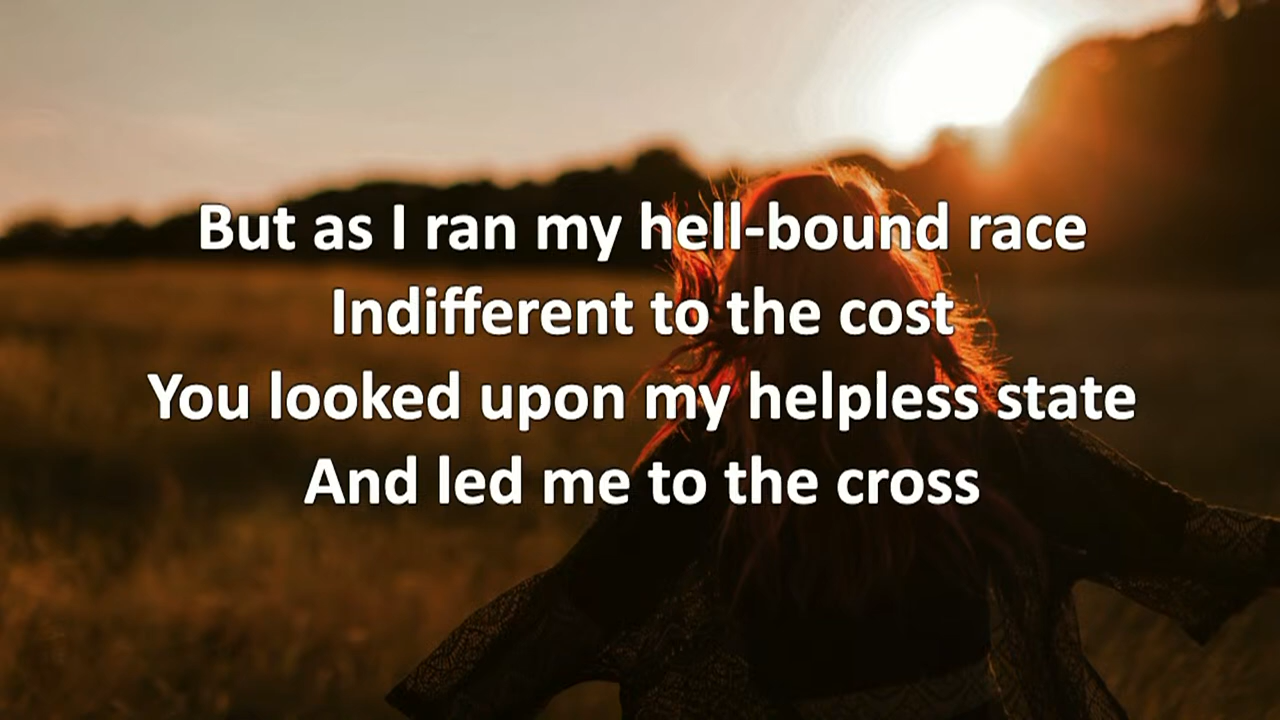 But as I ran my hell-bound race
Indifferent to the cost
You looked upon my helpless state
And led me to the cross